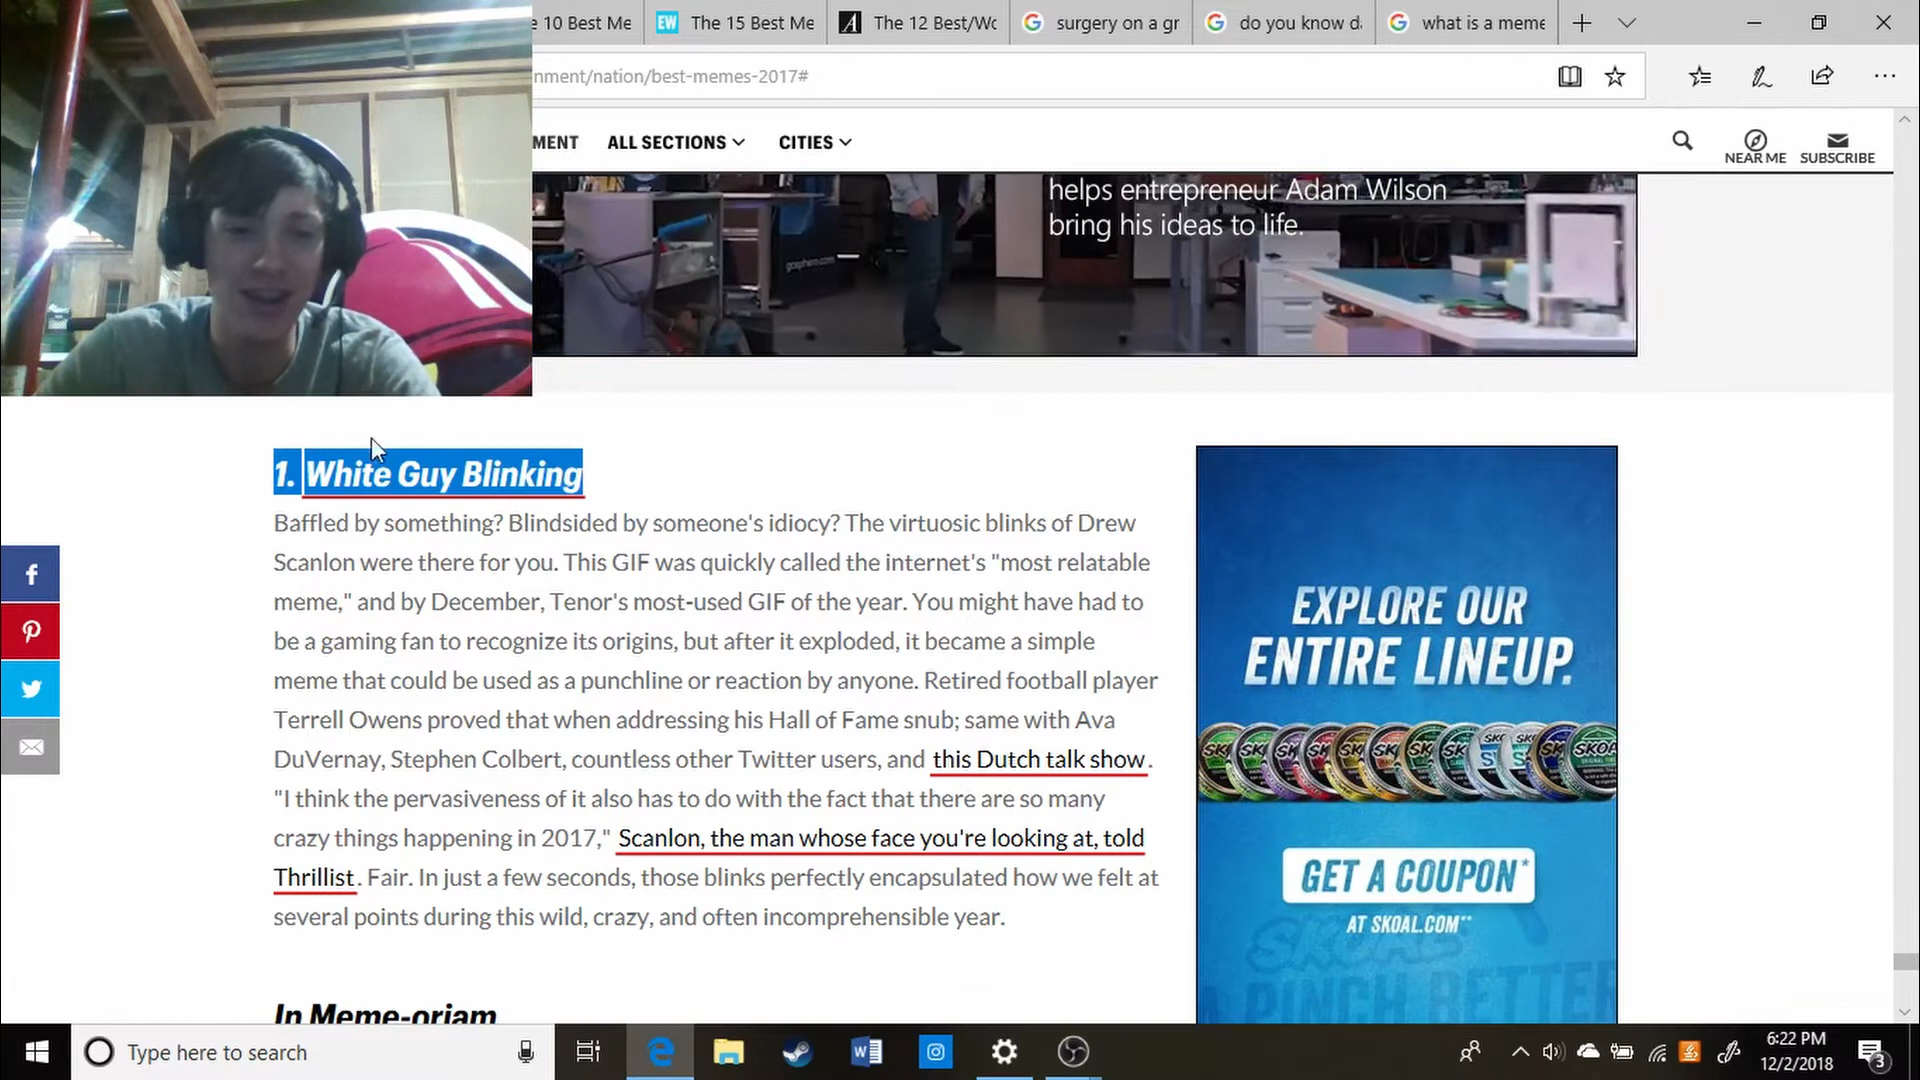 e 10 Best Me
EW The 15 Best Me
A The 12 Best/Wo
G surgery on a gr
G do you know da
G what is a meme
nment/nation/best-memes-2017#
MENT
ALL SECTIONS
CITIES
NEAR ME
SUBSCRIBE
helps entrepreneur Adam Wilson
bring his ideas to life.
gosphero.com
1. White Guy Blinking
Baffled by something? Blindsided by someone's idiocy? The virtuosic blinks of Drew
Scanlon were there for you. This GIF was quickly called the internet's "most relatable
meme," and by December, Tenor's most-used GIF of the year. You might have had to
be a gaming fan to recognize its origins, but after it exploded, it became a simple
meme that could be used as a punchline or reaction by anyone. Retired football player
Terrell Owens proved that when addressing his Hall of Fame snub; same with Ava
DuVernay, Stephen Colbert, countless other Twitter users, and this Dutch talk show.
"I think the pervasiveness of it also has to do with the fact that there are so many
crazy things happening in 2017," Scanlon, the man whose face you're looking at, told
Thrillist. Fair. In just a few seconds, those blinks perfectly encapsulated how we felt at
several points during this wild, crazy, and often incomprehensible year.
In Meme-oriam
EXPLORE OUR
ENTIRE LINEUP.
SKOAL
GET A COUPON*
AT SKOAL.COM**
SKOAL
A PINCH BETTER
Type here to search
6:22 PM
12/2/2018
3